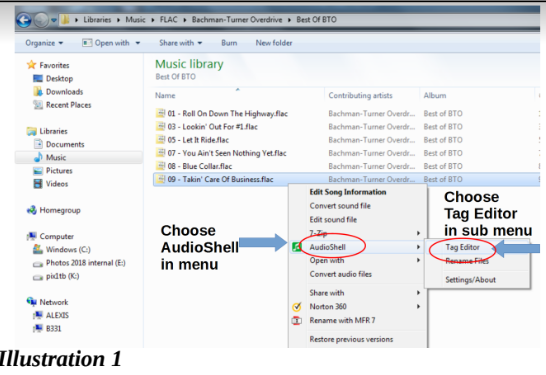 Libraries ▸ Music ▸ FLAC ▸ Bachman-Turner Overdrive ▸ Best Of BTO
Organize Open with Share with Burn New folder
Favorites
Desktop
Downloads
Recent Places
Libraries
Documents
Music
Pictures
Videos
Homegroup
Computer
Windows (C:)
Photos 2018 internal (E:)
pix1tb (K:)
Network
ALEXIS
B331
Music library
Best Of BTO
Name Contributing artists Album
01 - Roll On Down The Highway.flac Bachman-Turner Overdr... Best of BTO
03 - Lookin' Out For #1.flac Bachman-Turner Overdr... Best of BTO
05 - Let It Ride.flac Bachman-Turner Overdr... Best of BTO
07 - You Ain't Seen Nothing Yet.flac Bachman-Turner Overdr... Best of BTO
08 - Blue Collar.flac Bachman-Turner Overdr... Best of BTO
09 - Takin' Care Of Business.flac Bachman-Turner Overdr... Best of BTO
Choose
AudioShell
in menu
Edit Song Information
Convert sound file
Edit sound file
7-Zip
AudioShell
Open with
Convert audio files
Share with
Norton 360
Rename with MFR 7
Restore previous versions
Choose
Tag Editor
in sub menu
Tag Editor
Rename Files
Settings/About
Illustration 1